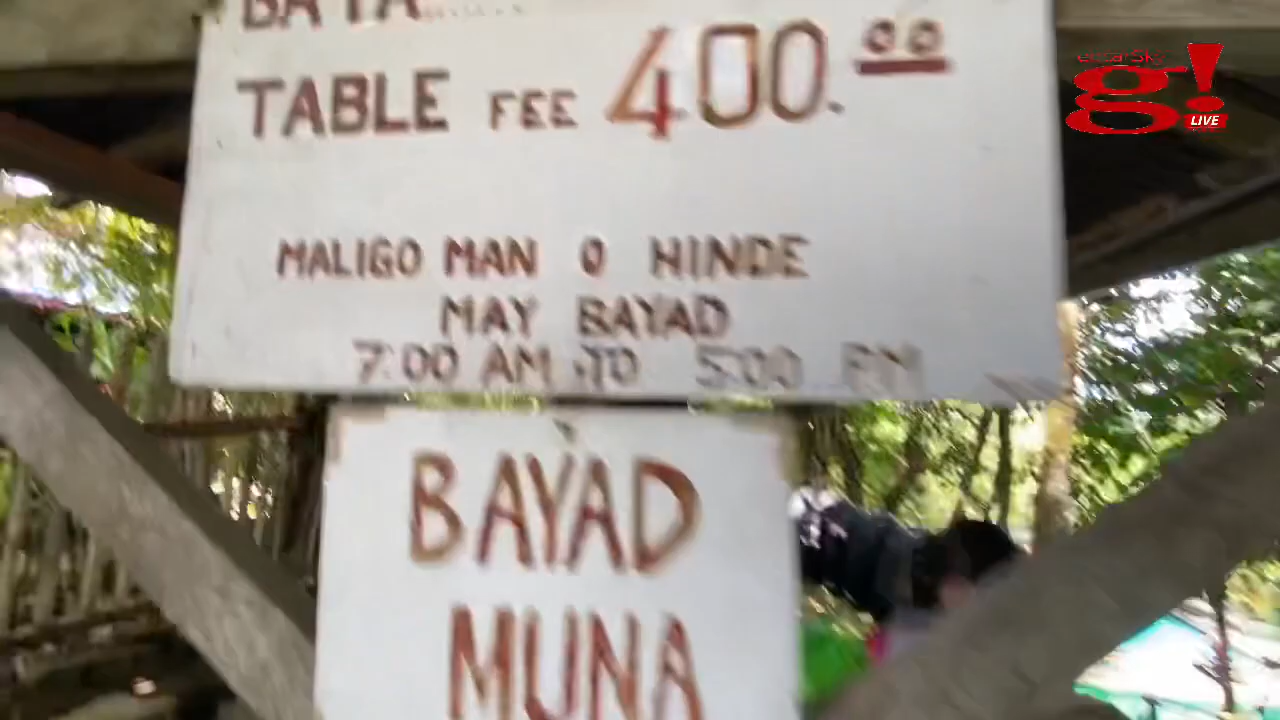 BATA
TABLE FEE 400.00
MALIGO MAN O HINDE
MAY BAYAD
7:00 AM TO 5:00 PM
BAYAD
MUNA
g!
LIVE